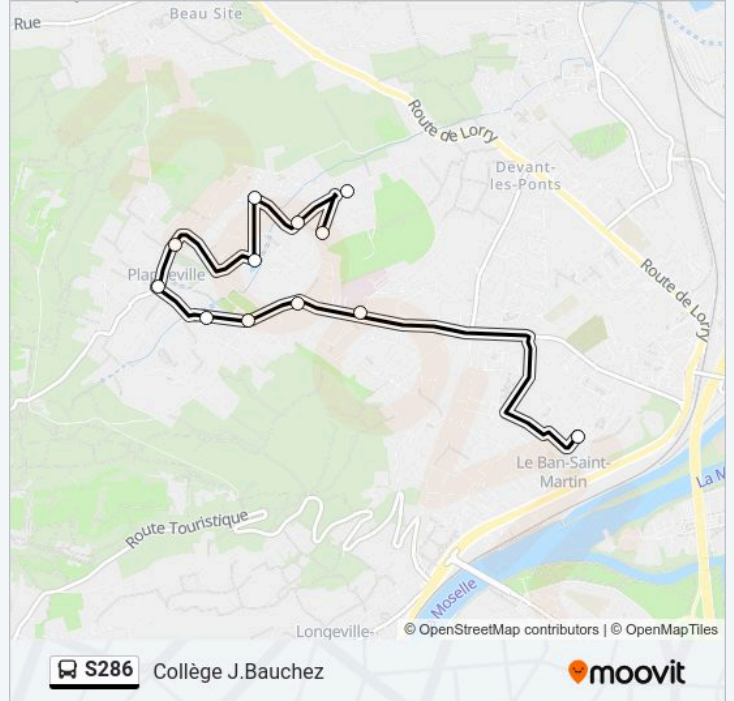 Beau Site
Rue
Route de Lorry
Devant-
les-Ponts
Plappeville
Route de Lorry
Le Ban-Saint-
Martin
La M
Route Touristique
Moselle
Longeville-
© OpenStreetMap contributors | © OpenMapTiles
S286 Collège J.Bauchez moovit